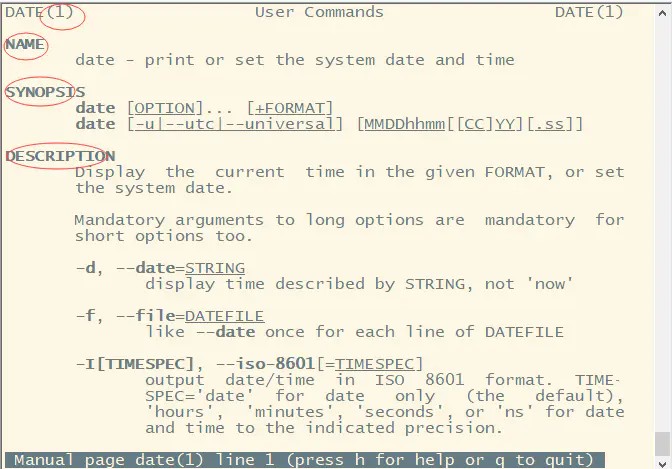 DATE(1) User Commands DATE(1)
NAME
date - print or set the system date and time
SYNOPSIS
date [OPTION]... [+FORMAT]
date [-u|--utc|--universal] [MMDDhhmm[[CC]YY][.ss]]
DESCRIPTION
Display the current time in the given FORMAT, or set
the system date.
Mandatory arguments to long options are mandatory for
short options too.
-d, --date=STRING
display time described by STRING, not 'now'
-f, --file=DATEFILE
like --date once for each line of DATEFILE
-I[TIMESPEC], --iso-8601[=TIMESPEC]
output date/time in ISO 8601 format. TIME-
SPEC='date' for date only (the default),
'hours', 'minutes', 'seconds', or 'ns' for date
and time to the indicated precision.
Manual page date(1) line 1 (press h for help or q to quit)